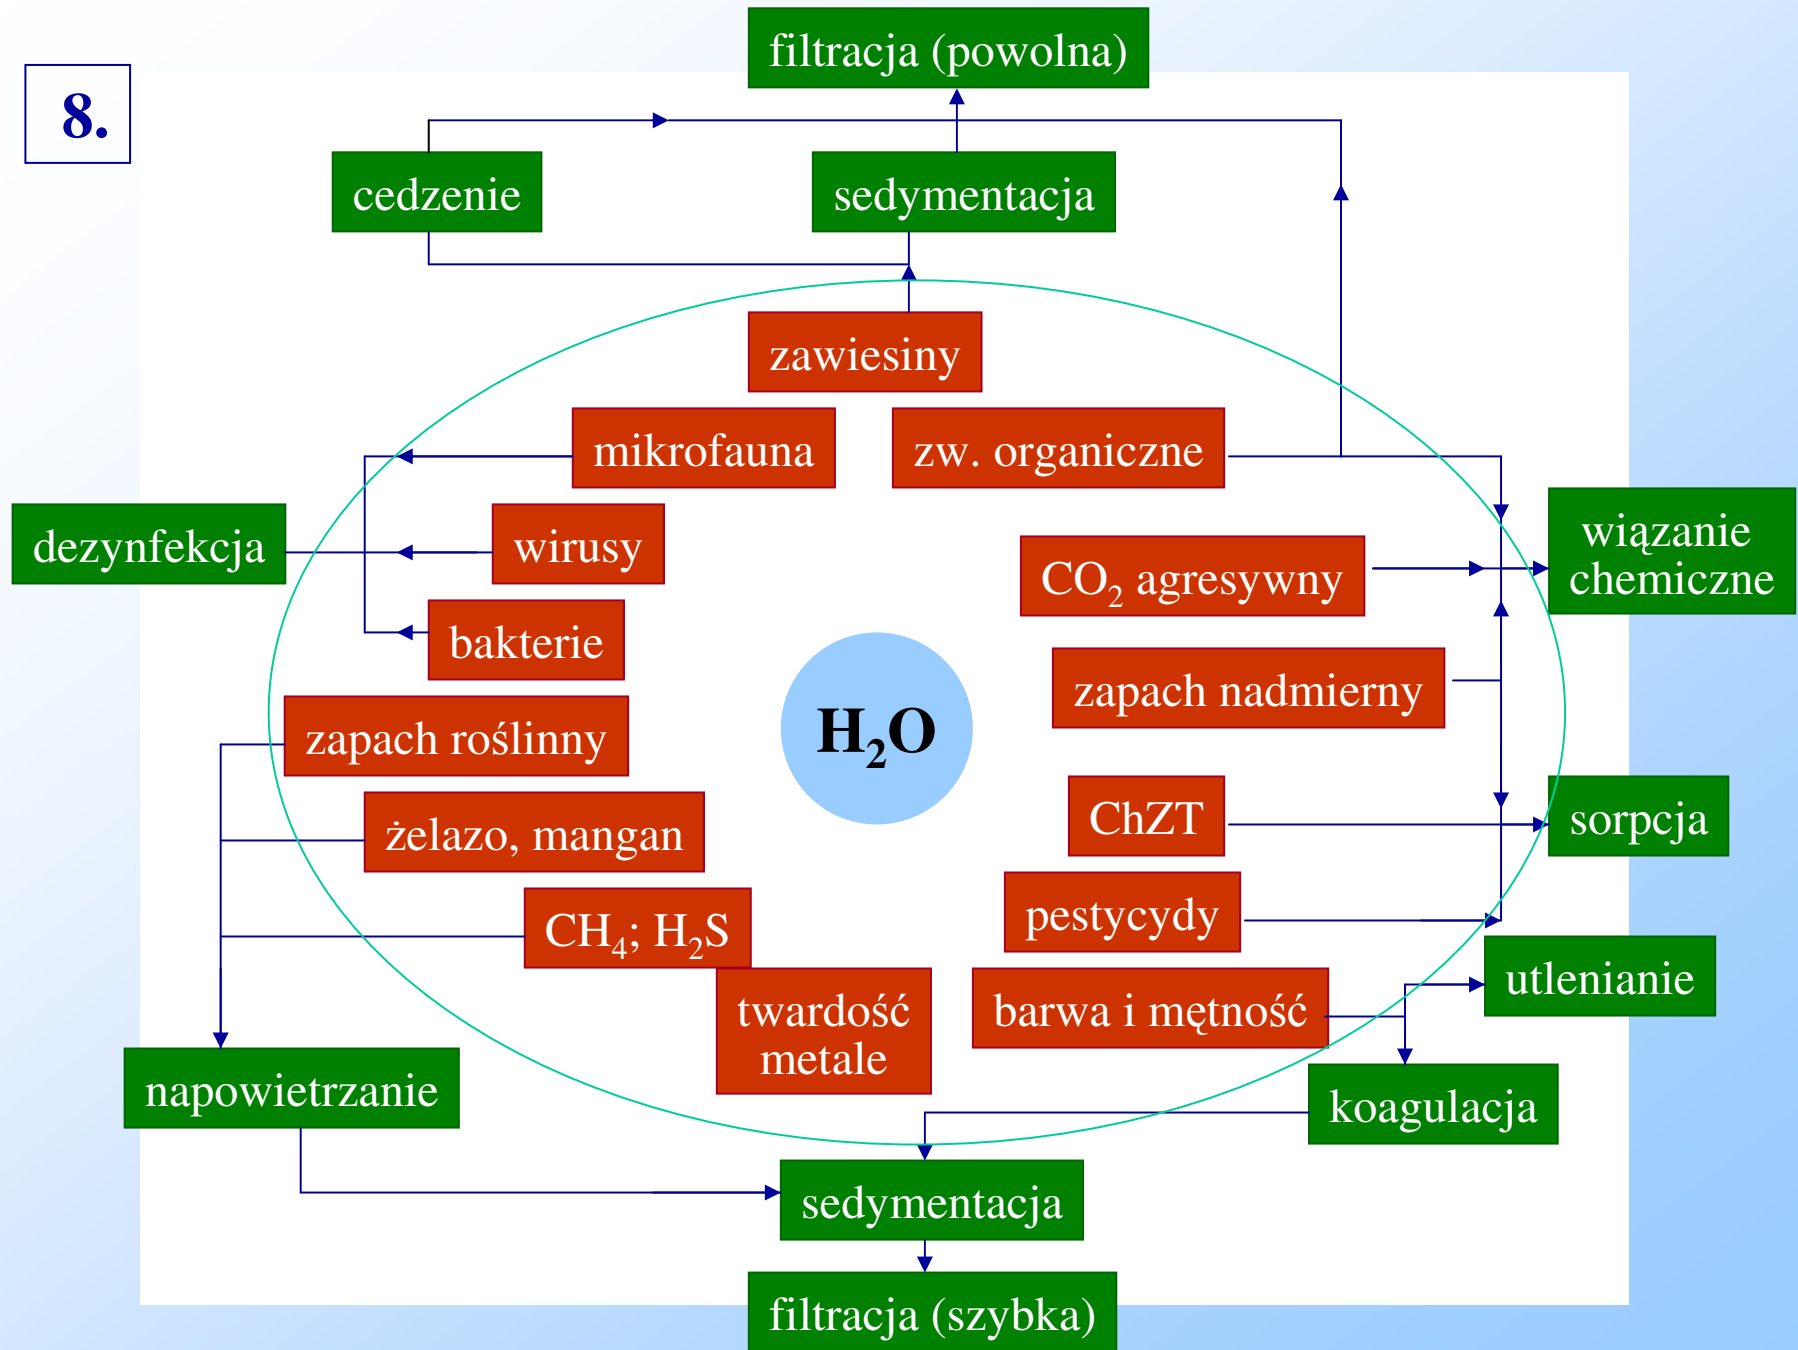 filtracja (powolna)
8.
cedzenie
sedymentacja
zawiesiny
mikrofauna
zw. organiczne
dezynfekcja
wirusy
wiązanie
chemiczne
CO₂ agresywny
bakterie
zapach nadmierny
zapach roślinny
H₂O
ChZT
sorpcja
żelazo, mangan
pestycydy
CH₄; H₂S
utlenianie
twardość
metale
barwa i mętność
napowietrzanie
koagulacja
sedymentacja
filtracja (szybka)